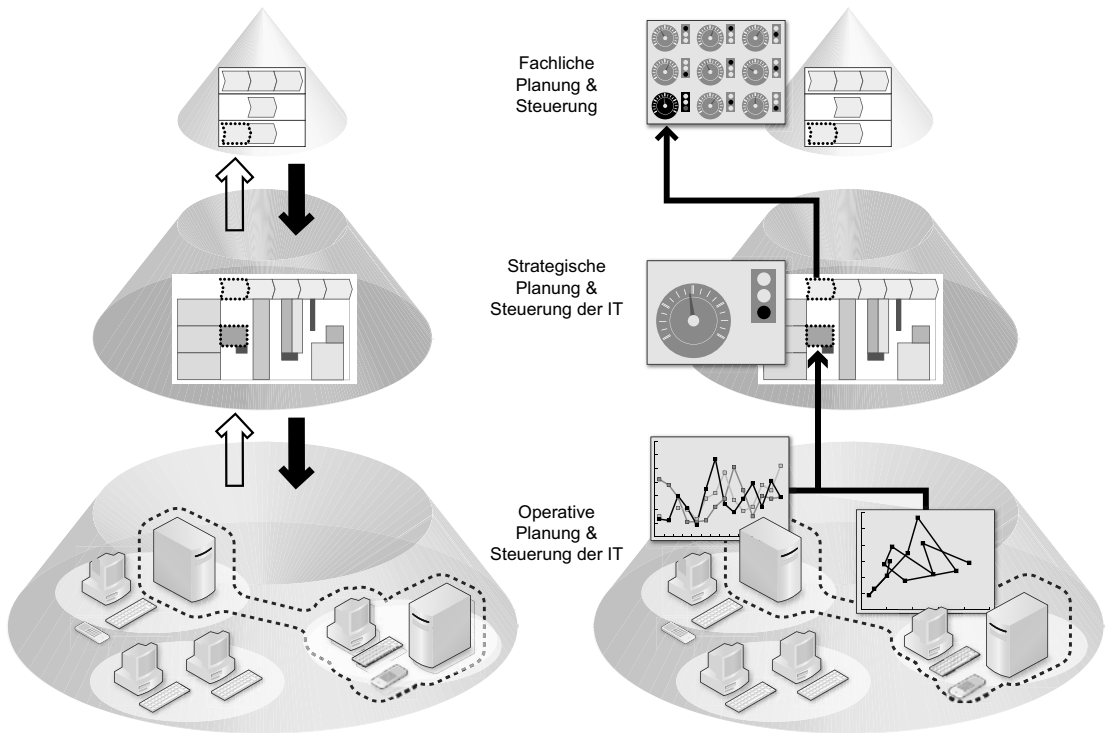 Fachliche
Planung &
Steuerung
Strategische
Planung &
Steuerung der IT
Operative
Planung &
Steuerung der IT